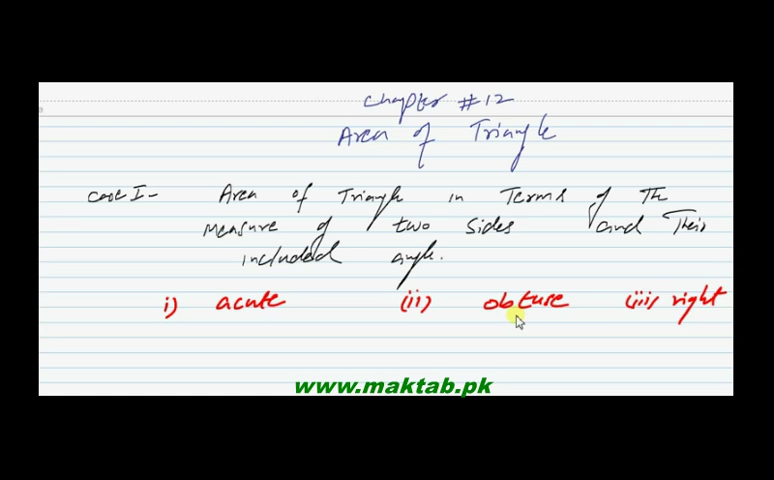 Chapter #12
Area of Triangle
Case I- Area of Triangle in Terms of The
Measure of two sides and Their
included angle.
i) acute (ii) obtuse (iii) right
www.maktab.pk